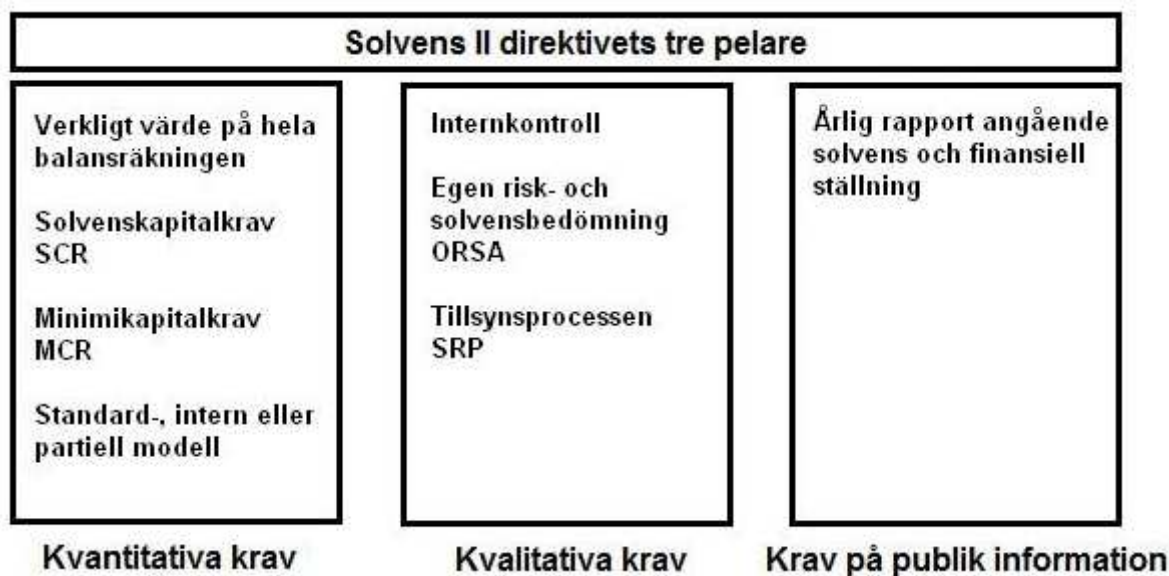 Solvens II direktivets tre pelare
Verkligt värde på hela
balansräkningen
Solvenskapitalkrav
SCR
Minimikapitalkrav
MCR
Standard-, intern eller
partiell modell
Kvantitativa krav
Internkontroll
Egen risk- och
solvensbedömning
ORSA
Tillsynsprocessen
SRP
Kvalitativa krav
Årlig rapport angående
solvens och finansiell
ställning
Krav på publik information